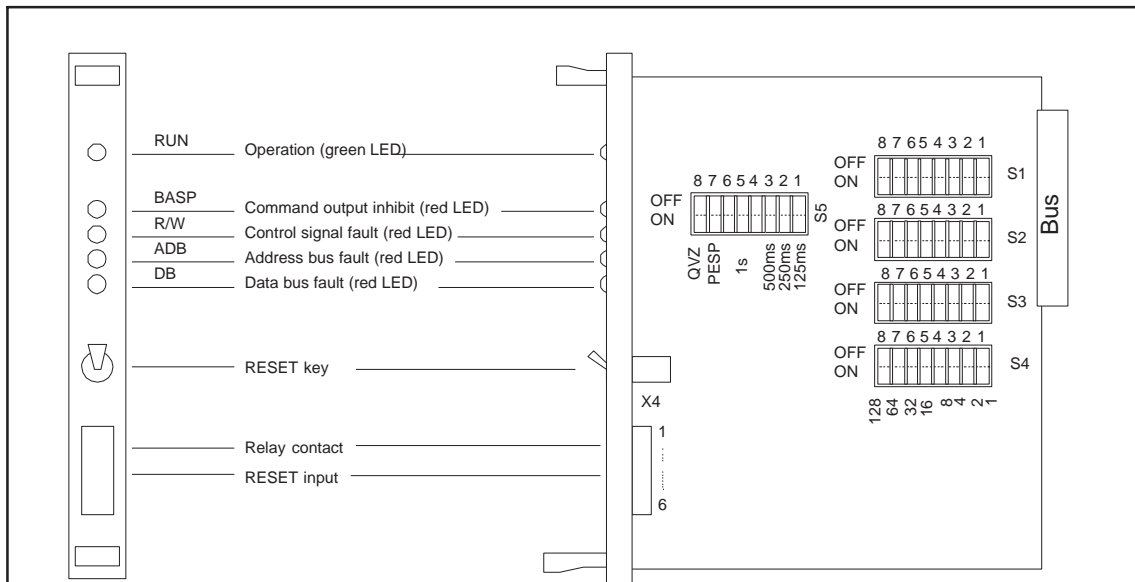 RUN
Operation (green LED)
BASP
Command output inhibit (red LED)
R/W
Control signal fault (red LED)
ADB
Address bus fault (red LED)
DB
Data bus fault (red LED)
RESET key
Relay contact
RESET input
X4
1
6
8 7 6 5 4 3 2 1
OFF
ON
S5
QVZ
PESP
1s
500ms
250ms
125ms
8 7 6 5 4 3 2 1
OFF
ON
S1
8 7 6 5 4 3 2 1
OFF
ON
S2
8 7 6 5 4 3 2 1
OFF
ON
S3
8 7 6 5 4 3 2 1
OFF
ON
S4
128
64
32
16
8
4
2
1
Bus